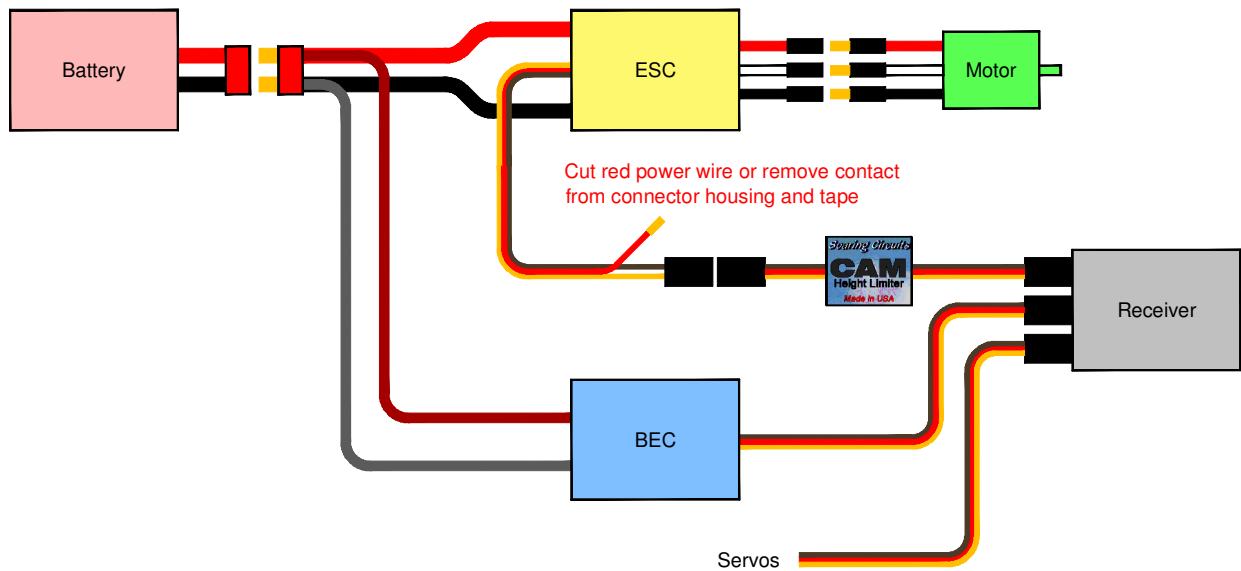 Battery
ESC
Motor
Cut red power wire or remove contact
from connector housing and tape
Soaring Circuits
CAM
Height Limiter
Made in USA
Receiver
BEC
Servos